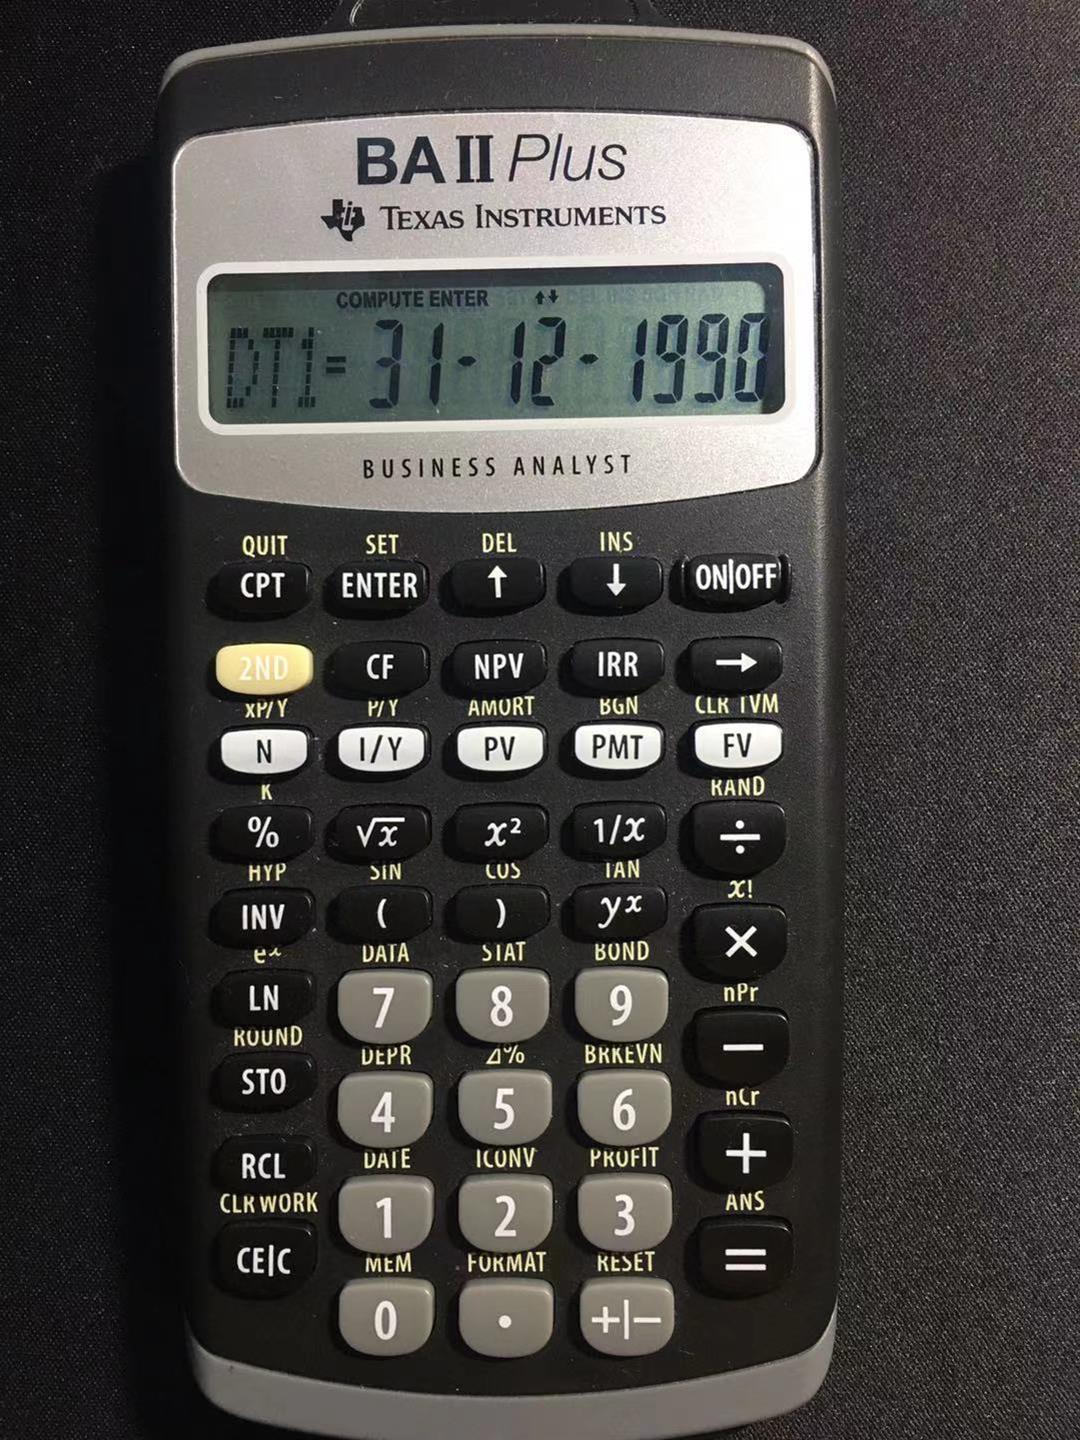 BA II Plus
TEXAS INSTRUMENTS
COMPUTE ENTER ↑↓
DT1= 31-12-1990
BUSINESS ANALYST
QUIT SET DEL INS
CPT ENTER ↑ ↓ ON|OFF
2ND CF NPV IRR →
xP/Y P/Y AMORT BGN CLR TVM
N I/Y PV PMT FV
K RAND
% √x x² 1/x ÷
HYP SIN COS TAN x!
INV ( ) yˣ ×
eˣ DATA STAT BOND nPr
LN 7 8 9 −
ROUND DEPR Δ% BRKEVN nCr
STO 4 5 6 +
DATE ICONV PROFIT ANS
RCL 1 2 3 =
CLR WORK MEM FORMAT RESET
CE|C 0 . +|−